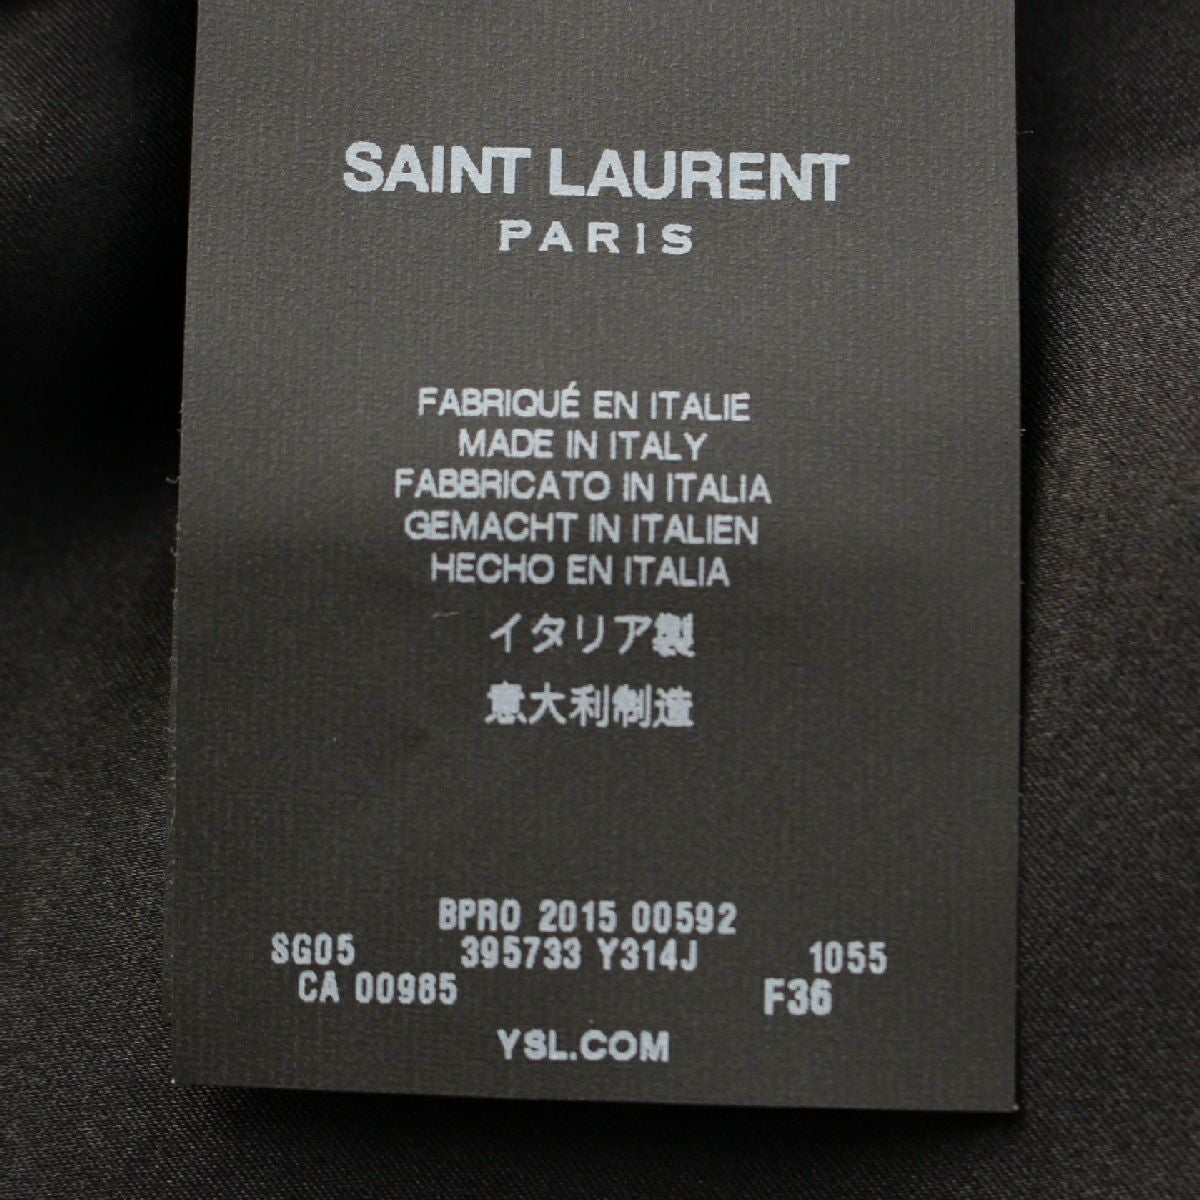 SAINT LAURENT
PARIS
FABRIQUÉ EN ITALIE
MADE IN ITALY
FABBRICATO IN ITALIA
GEMACHT IN ITALIEN
HECHO EN ITALIA
イタリア製
意大利制造
BPRO 2015 00592
SG05 395733 Y314J 1055
CA 00985 F36
YSL.COM